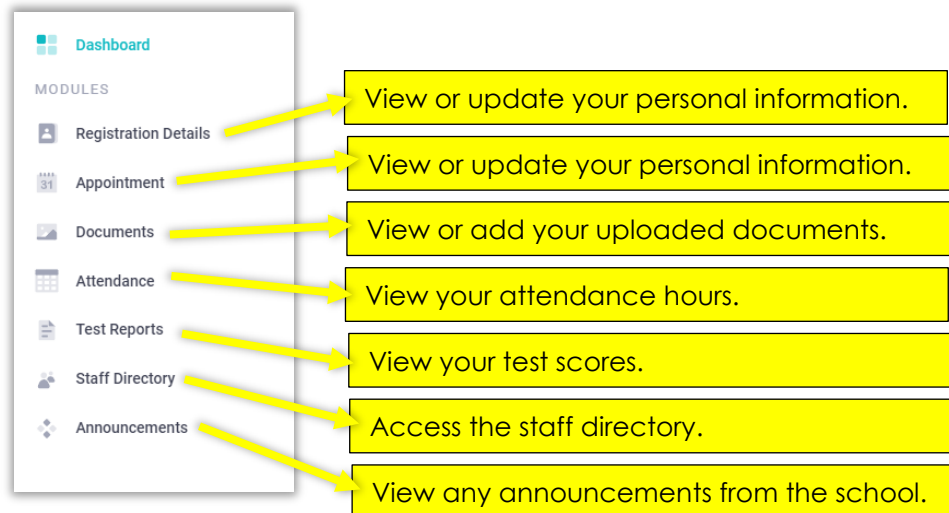 Dashboard
MODULES
Registration Details
View or update your personal information.
31
Appointment
View or update your personal information.
Documents
View or add your uploaded documents.
Attendance
View your attendance hours.
Test Reports
View your test scores.
Staff Directory
Access the staff directory.
Announcements
View any announcements from the school.